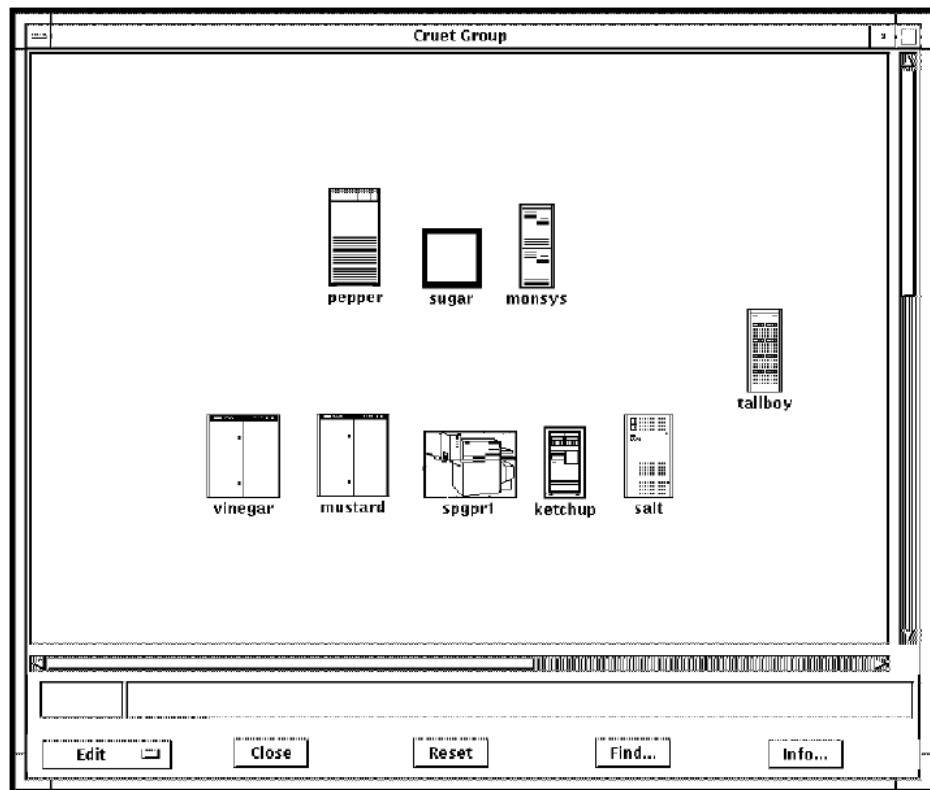 Cruet Group
pepper
sugar
monsys
tallboy
vinegar
mustard
spgpr1
ketchup
salt
Edit
Close
Reset
Find...
Info...